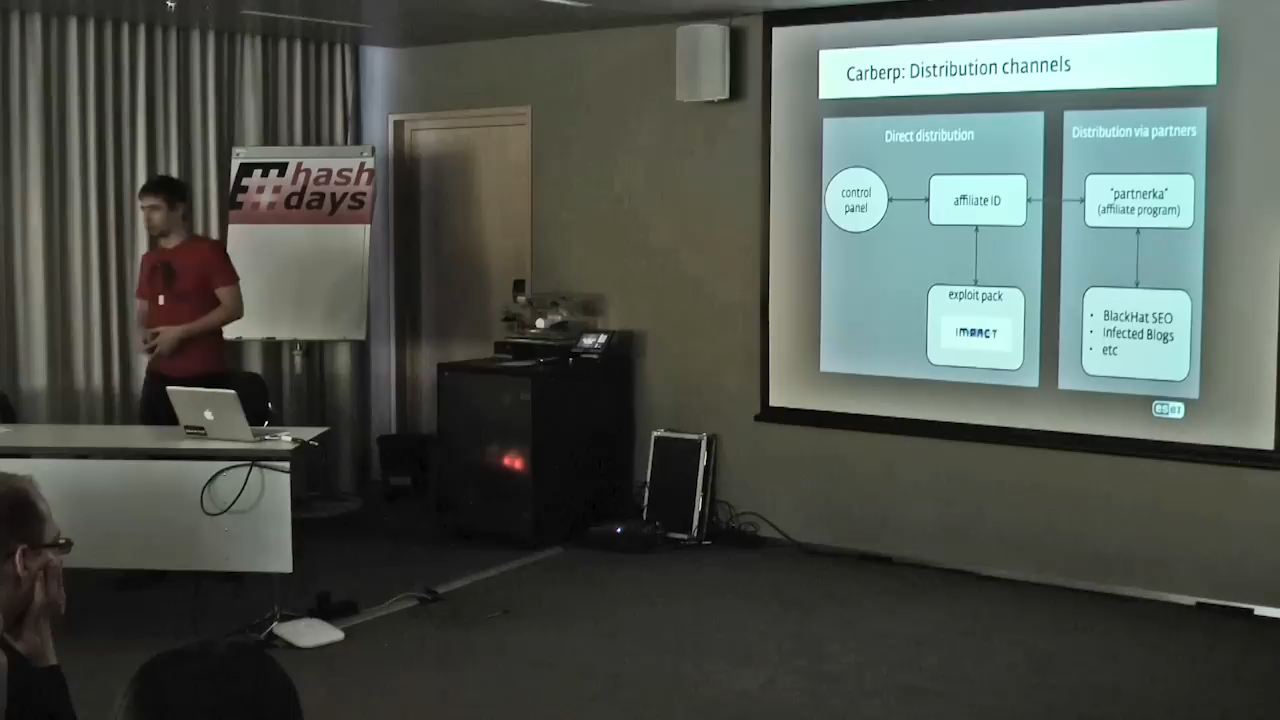 hash
days
Carberp: Distribution channels
Direct distribution
control
panel
affiliate ID
exploit pack
IMPACT
Distribution via partners
"partnerka"
(affiliate program)
• BlackHat SEO
• Infected Blogs
• etc
eseT